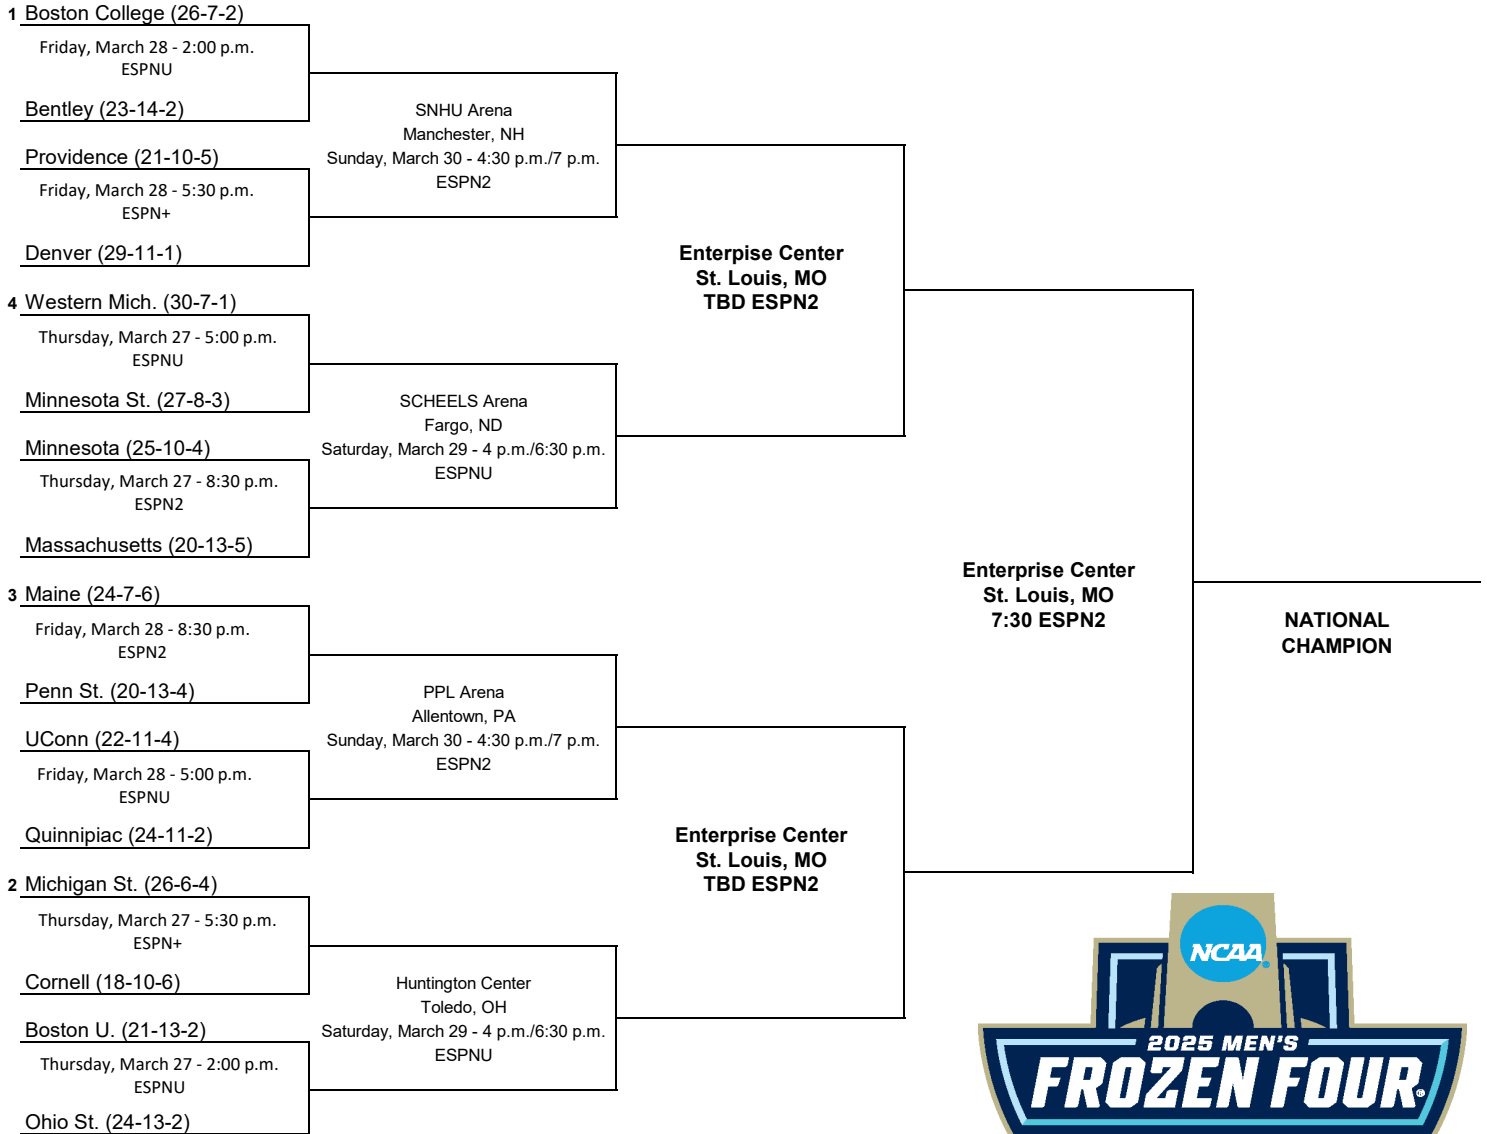 1 Boston College (26-7-2)
Friday, March 28 - 2:00 p.m.
ESPNU
Bentley (23-14-2)
Providence (21-10-5)
Friday, March 28 - 5:30 p.m.
ESPN+
Denver (29-11-1)
SNHU Arena
Manchester, NH
Sunday, March 30 - 4:30 p.m./7 p.m.
ESPN2
4 Western Mich. (30-7-1)
Thursday, March 27 - 5:00 p.m.
ESPNU
Minnesota St. (27-8-3)
Minnesota (25-10-4)
Thursday, March 27 - 8:30 p.m.
ESPN2
Massachusetts (20-13-5)
SCHEELS Arena
Fargo, ND
Saturday, March 29 - 4 p.m./6:30 p.m.
ESPNU
Enterpise Center
St. Louis, MO
TBD ESPN2
3 Maine (24-7-6)
Friday, March 28 - 8:30 p.m.
ESPN2
Penn St. (20-13-4)
UConn (22-11-4)
Friday, March 28 - 5:00 p.m.
ESPNU
Quinnipiac (24-11-2)
PPL Arena
Allentown, PA
Sunday, March 30 - 4:30 p.m./7 p.m.
ESPN2
2 Michigan St. (26-6-4)
Thursday, March 27 - 5:30 p.m.
ESPN+
Cornell (18-10-6)
Boston U. (21-13-2)
Thursday, March 27 - 2:00 p.m.
ESPNU
Ohio St. (24-13-2)
Huntington Center
Toledo, OH
Saturday, March 29 - 4 p.m./6:30 p.m.
ESPNU
Enterprise Center
St. Louis, MO
TBD ESPN2
Enterprise Center
St. Louis, MO
7:30 ESPN2
NATIONAL
CHAMPION
NCAA®
2025 MEN'S
FROZEN FOUR®